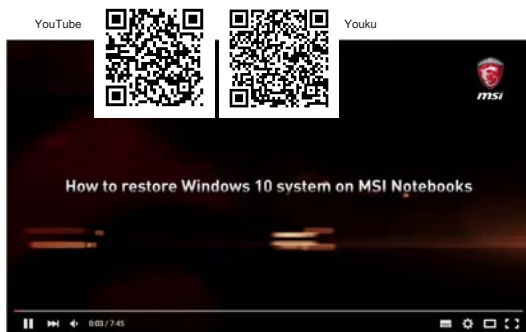 YouTube
Youku
msi
How to restore Windows 10 system on MSI Notebooks
0:03 / 7:45